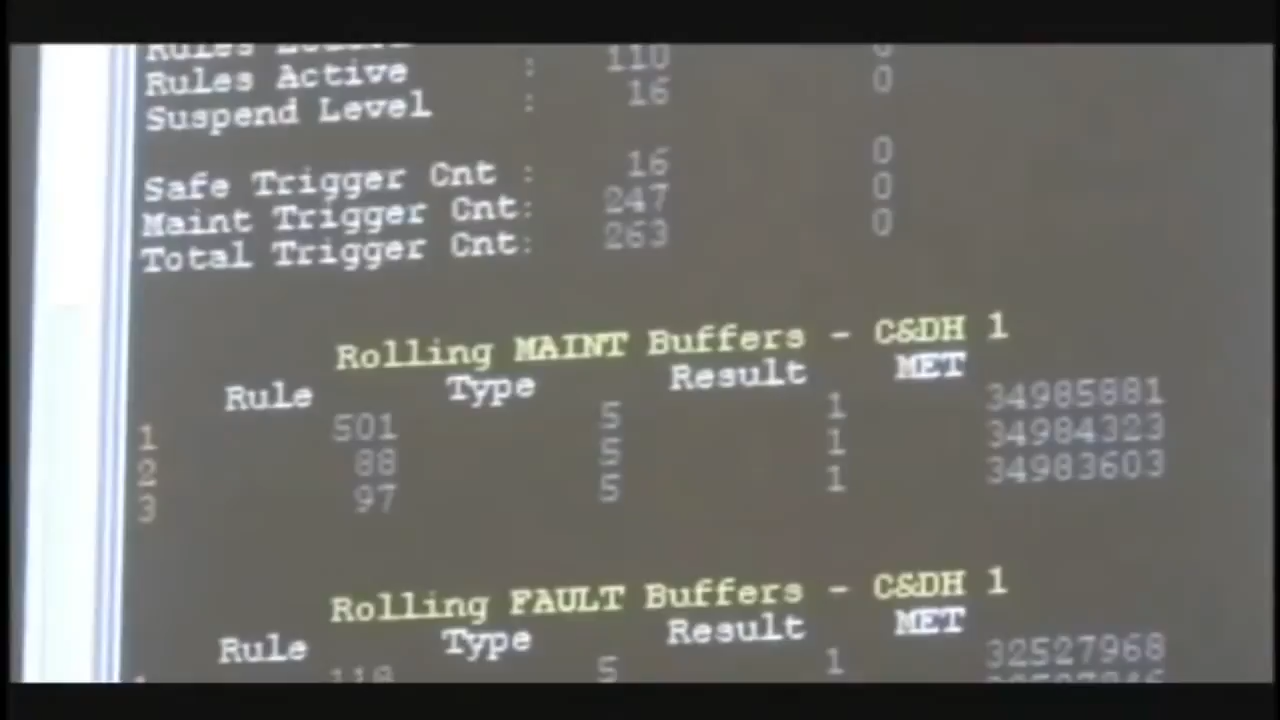 Rules Active : 110 0
Suspend Level : 16 0
Safe Trigger Cnt : 16 0
Maint Trigger Cnt: 247 0
Total Trigger Cnt: 263 0
Rolling MAINT Buffers - C&DH 1
Rule Type Result MET
1 501 5 1 34985881
2 88 5 1 34984323
3 97 5 1 34983603
Rolling FAULT Buffers - C&DH 1
Rule Type Result MET
118 5 1 32527968